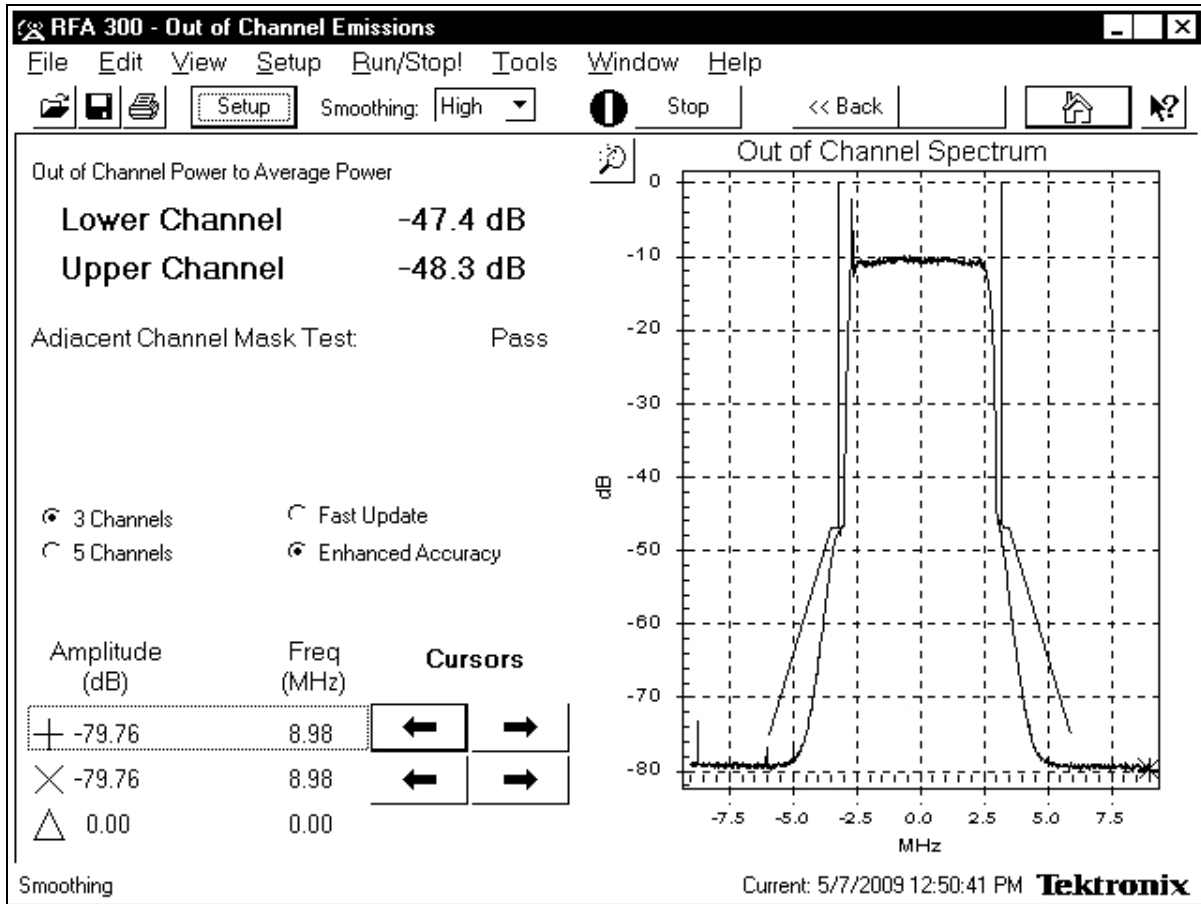 RFA 300 - Out of Channel Emissions
File Edit View Setup Run/Stop! Tools Window Help
Setup Smoothing: High Stop << Back
Out of Channel Power to Average Power
Lower Channel -47.4 dB
Upper Channel -48.3 dB
Adjacent Channel Mask Test: Pass
3 Channels Fast Update
5 Channels Enhanced Accuracy
Amplitude (dB) Freq (MHz) Cursors
-79.76 8.98
-79.76 8.98
0.00 0.00
Out of Channel Spectrum
0
-10
-20
-30
-40
dB
-50
-60
-70
-80
-7.5 -5.0 -2.5 0.0 2.5 5.0 7.5
MHz
Smoothing Current: 5/7/2009 12:50:41 PM Tektronix